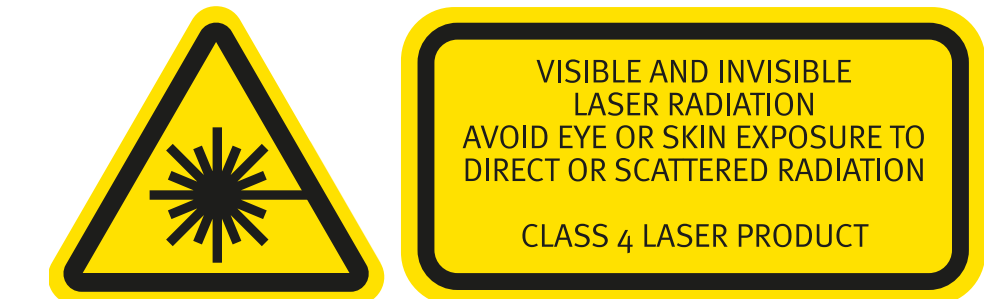 VISIBLE AND INVISIBLE
LASER RADIATION
AVOID EYE OR SKIN EXPOSURE TO
DIRECT OR SCATTERED RADIATION
CLASS 4 LASER PRODUCT